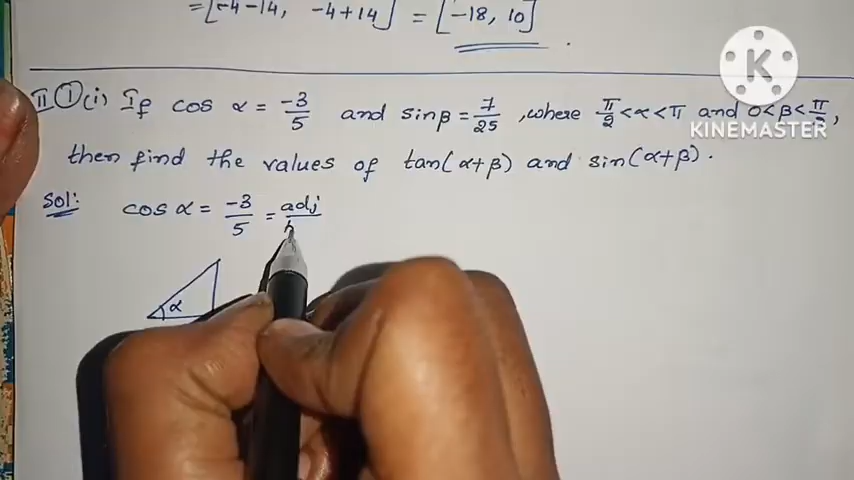 = [-4-14, -4+14] = [-18, 10].
II ① (i) If cos α = -3/5 and sin β = 7/25, where π/2 < α < π and 0 < β < π/2,
then find the values of tan(α+β) and sin(α+β).
Sol: cos α = -3/5 = adj/h
α
KINEMASTER